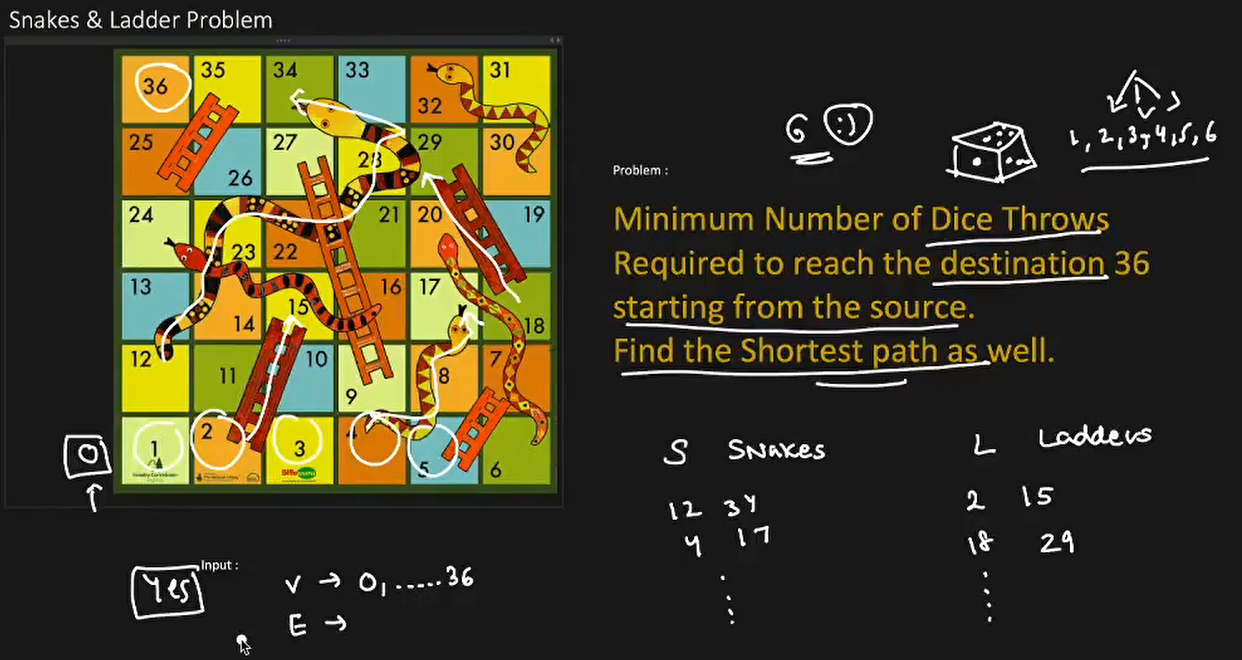 Snakes & Ladder Problem
36 35 34 33 32 31
25 26 27 28 29 30
24 23 22 21 20 19
13 14 15 16 17 18
12 11 10 9 8 7
0 1 2 3 4 5 6
6 :)
1, 2, 3, 4, 5, 6
Problem :
Minimum Number of Dice Throws
Required to reach the destination 36
starting from the source.
Find the Shortest path as well.
S Snakes
12 34
4 17
L Ladders
2 15
18 29
Yes
Input :
V → 0, ..... 36
E →